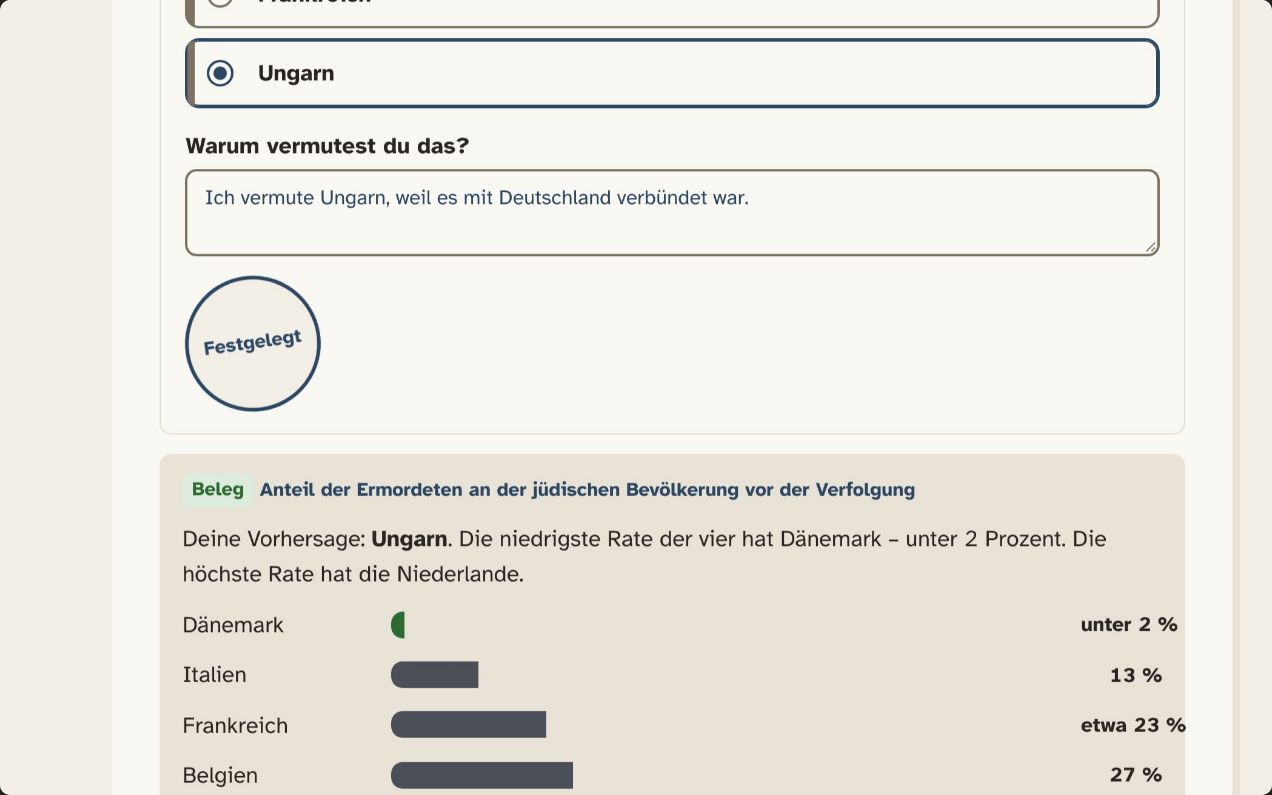 Frankreich
Ungarn
Warum vermutest du das?
Ich vermute Ungarn, weil es mit Deutschland verbündet war.
Festgelegt
Beleg Anteil der Ermordeten an der jüdischen Bevölkerung vor der Verfolgung
Deine Vorhersage: Ungarn. Die niedrigste Rate der vier hat Dänemark – unter 2 Prozent. Die
höchste Rate hat die Niederlande.
Dänemark unter 2 %
Italien 13 %
Frankreich etwa 23 %
Belgien 27 %